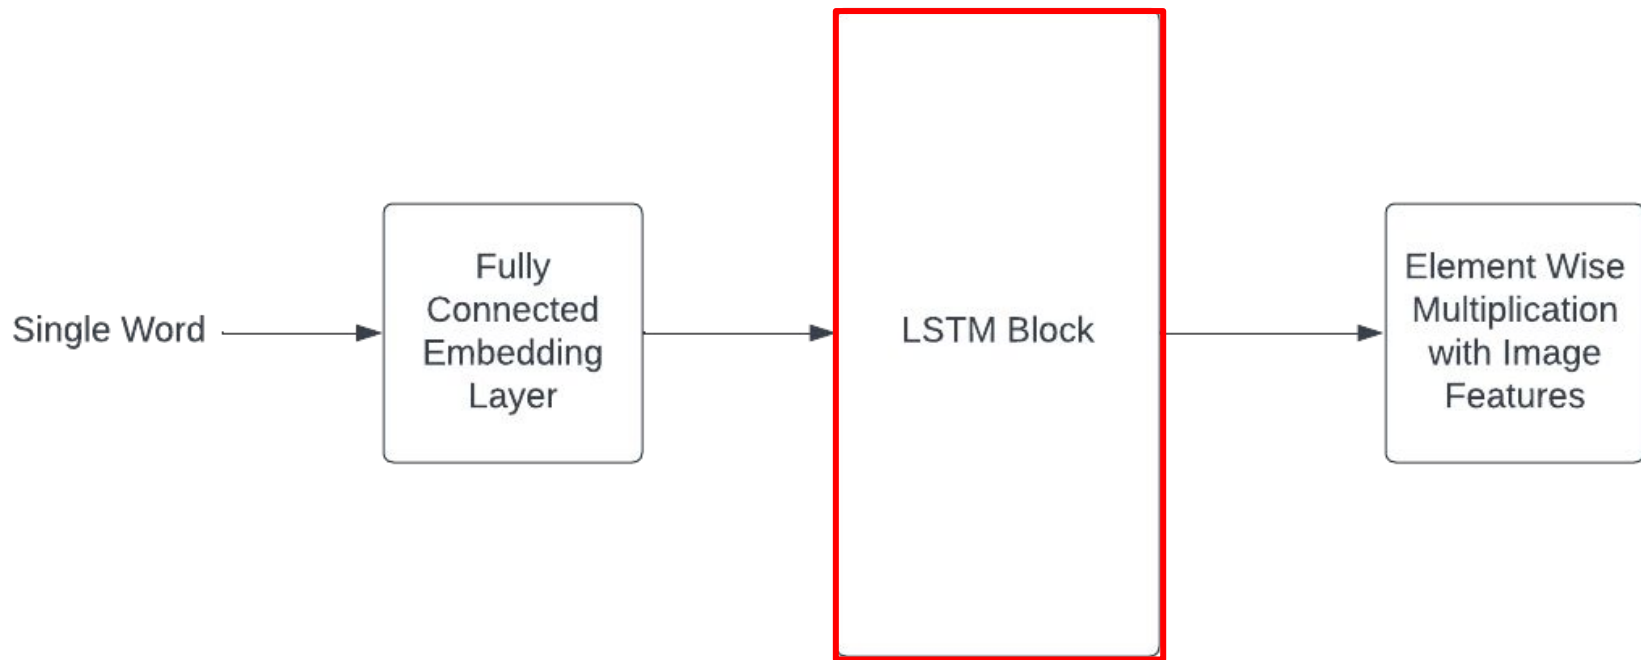 Single Word
Fully
Connected
Embedding
Layer
LSTM Block
Element Wise
Multiplication
with Image
Features